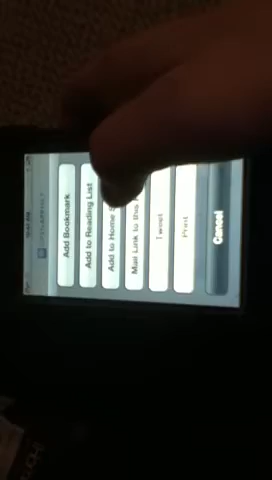 Add Bookmark
Add to Reading List
Add to Home
Mail Link to this
Tweet
Print
Cancel